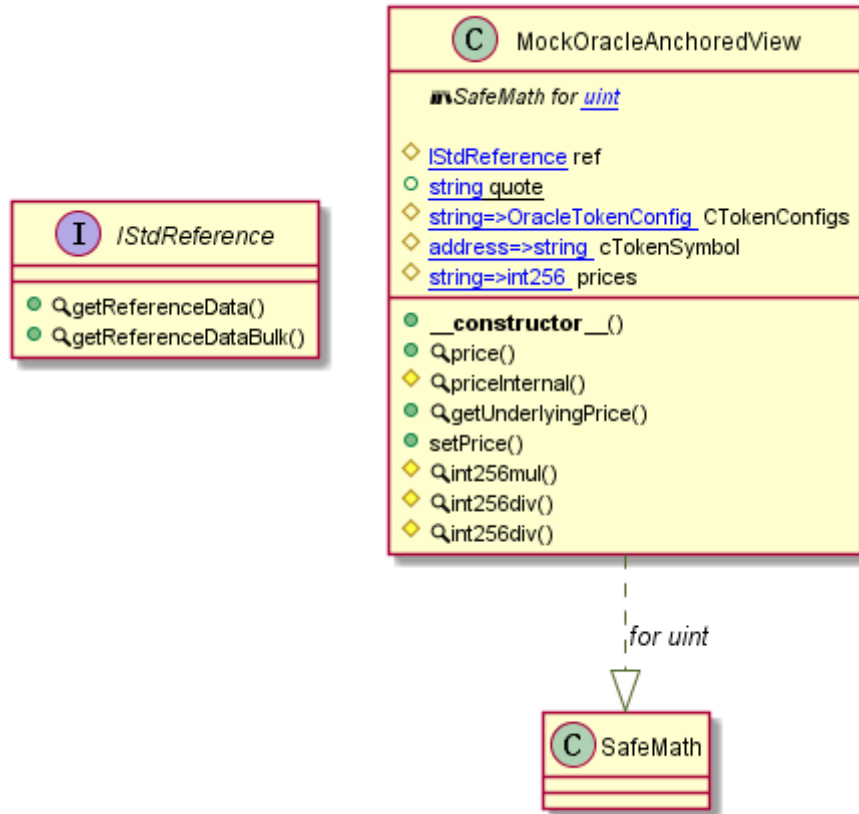 C MockOracleAnchoredView
SafeMath for uint
IStdReference ref
string quote
string=>OracleTokenConfig CTokenConfigs
address=>string cTokenSymbol
string=>int256 prices
__constructor__()
price()
priceInternal()
getUnderlyingPrice()
setPrice()
int256mul()
int256div()
int256div()
I IStdReference
getReferenceData()
getReferenceDataBulk()
for uint
C SafeMath